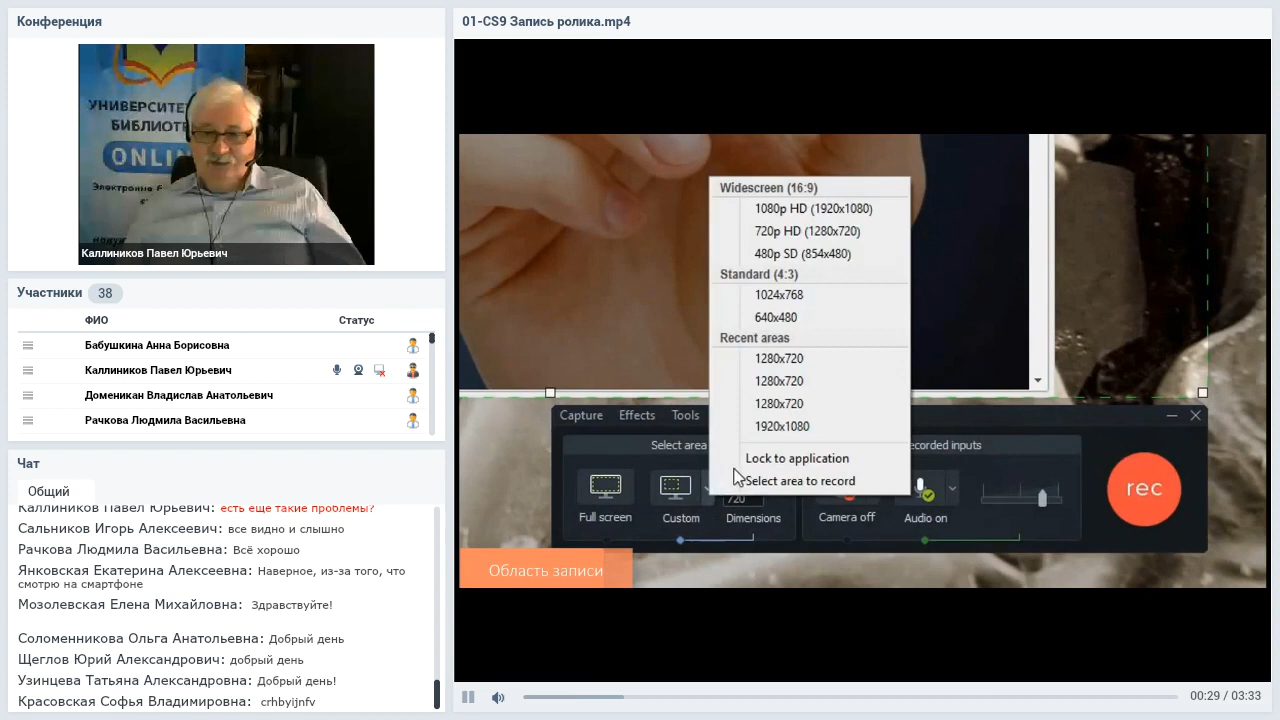 Конференция
УНИВЕРСИТЕ
БИБЛИОТЕ
ONLIN
Каллиников Павел Юрьевич
Участники 38
ФИО Статус
Бабушкина Анна Борисовна
Каллиников Павел Юрьевич
Доменикан Владислав Анатольевич
Рачкова Людмила Васильевна
Чат
Общий
Каллиников Павел Юрьевич: есть еще такие проблемы?
Сальников Игорь Алексеевич: все видно и слышно
Рачкова Людмила Васильевна: Всё хорошо
Янковская Екатерина Алексеевна: Наверное, из-за того, что
смотрю на смартфоне
Мозолевская Елена Михайловна: Здравствуйте!
Соломенникова Ольга Анатольевна: Добрый день
Щеглов Юрий Александрович: добрый день
Узинцева Татьяна Александровна: Добрый день!
Красовская Софья Владимировна: crhbyijnfv
01-CS9 Запись ролика.mp4
Widescreen (16:9)
1080p HD (1920x1080)
720p HD (1280x720)
480p SD (854x480)
Standard (4:3)
1024x768
640x480
Recent areas
1280x720
1280x720
1280x720
1920x1080
Lock to application
Select area to record
Capture Effects Tools
Select area
ecorded inputs
720
Full screen Custom Dimensions Camera off Audio on
rec
Область записи
00:29 / 03:33